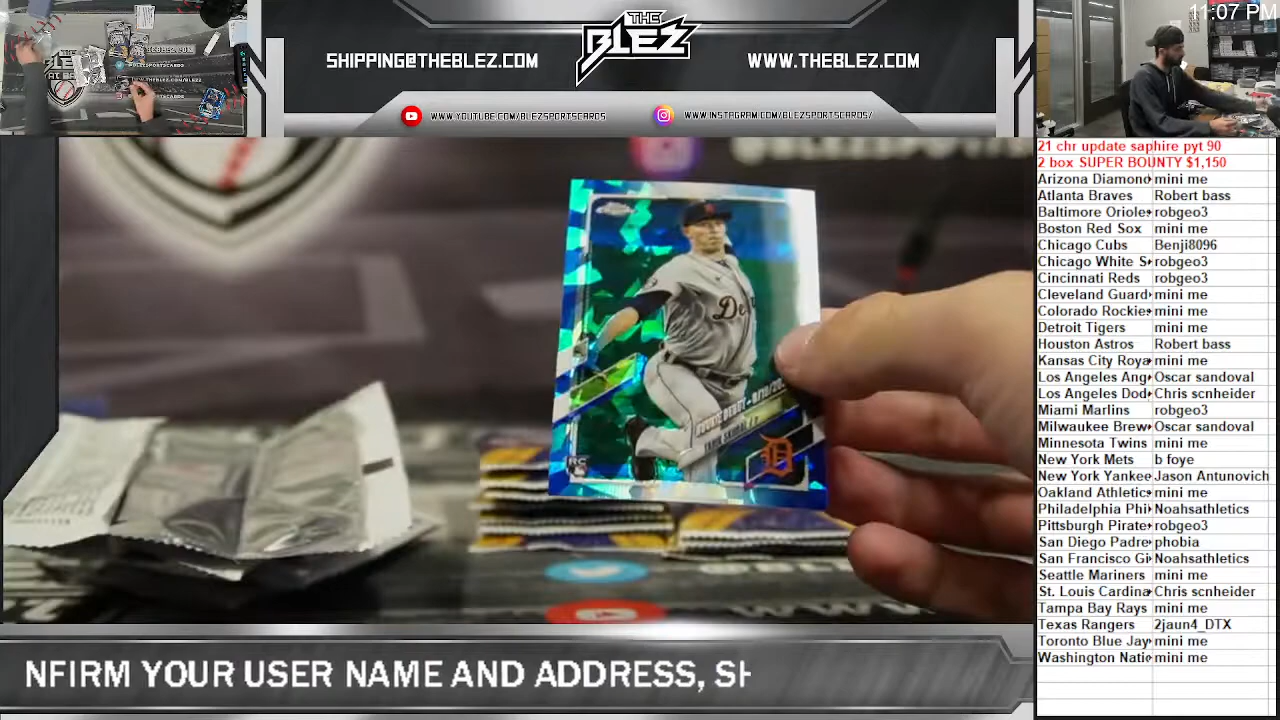 11:07 PM
THE
BLEZ
SHIPPING@THEBLEZ.COM
WWW.THEBLEZ.COM
WWW.YOUTUBE.COM/BLEZSPORTSCARDS
WWW.INSTAGRAM.COM/BLEZSPORTSCARDS/
21 chr update saphire pyt 90
2 box SUPER BOUNTY $1,150
Arizona Diamond mini me
Atlanta Braves Robert bass
Baltimore Oriole robgeo3
Boston Red Sox mini me
Chicago Cubs Benji8096
Chicago White S robgeo3
Cincinnati Reds robgeo3
Cleveland Guard mini me
Colorado Rockie mini me
Detroit Tigers mini me
Houston Astros Robert bass
Kansas City Roya mini me
Los Angeles Ang Oscar sandoval
Los Angeles Dod Chris scnheider
Miami Marlins robgeo3
Milwaukee Brew Oscar sandoval
Minnesota Twins mini me
New York Mets b foye
New York Yankee Jason Antunovich
Oakland Athletic mini me
Philadelphia Phi Noahsathletics
Pittsburgh Pirate robgeo3
San Diego Padre phobia
San Francisco Gi Noahsathletics
Seattle Mariners mini me
St. Louis Cardina Chris scnheider
Tampa Bay Rays mini me
Texas Rangers 2jaun4_DTX
Toronto Blue Jay mini me
Washington Natio mini me
NFIRM YOUR USER NAME AND ADDRESS, SH